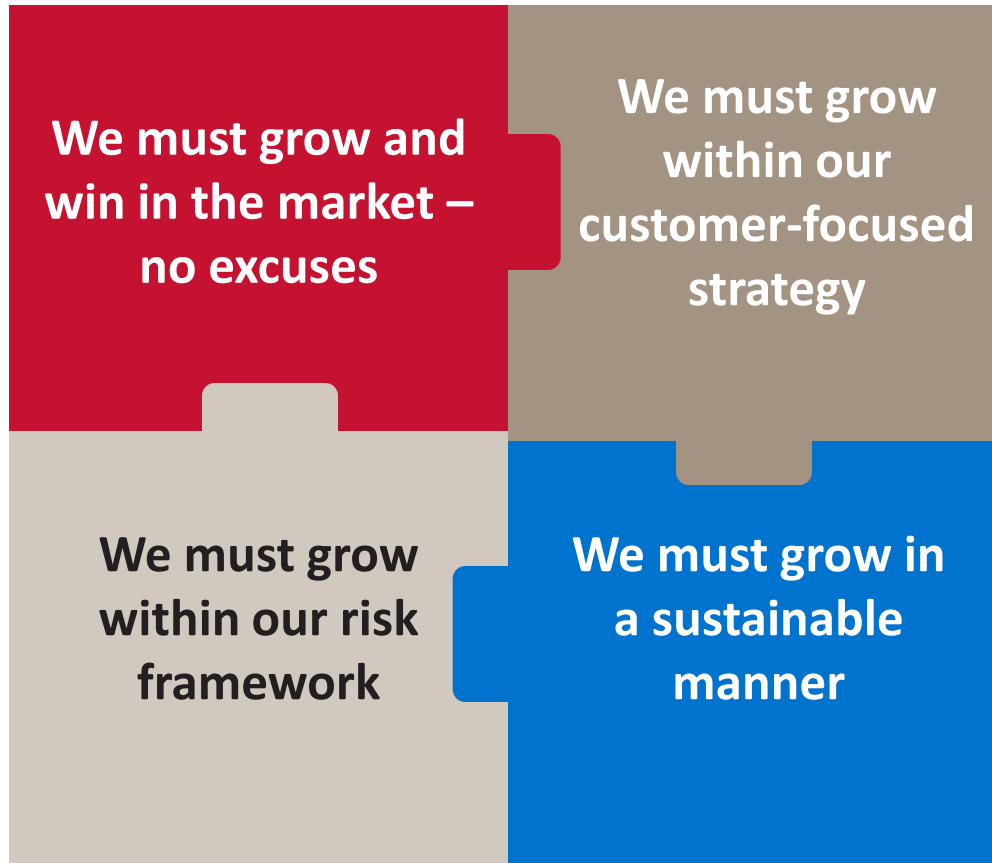 We must grow and
win in the market –
no excuses
We must grow
within our
customer-focused
strategy
We must grow
within our risk
framework
We must grow in
a sustainable
manner